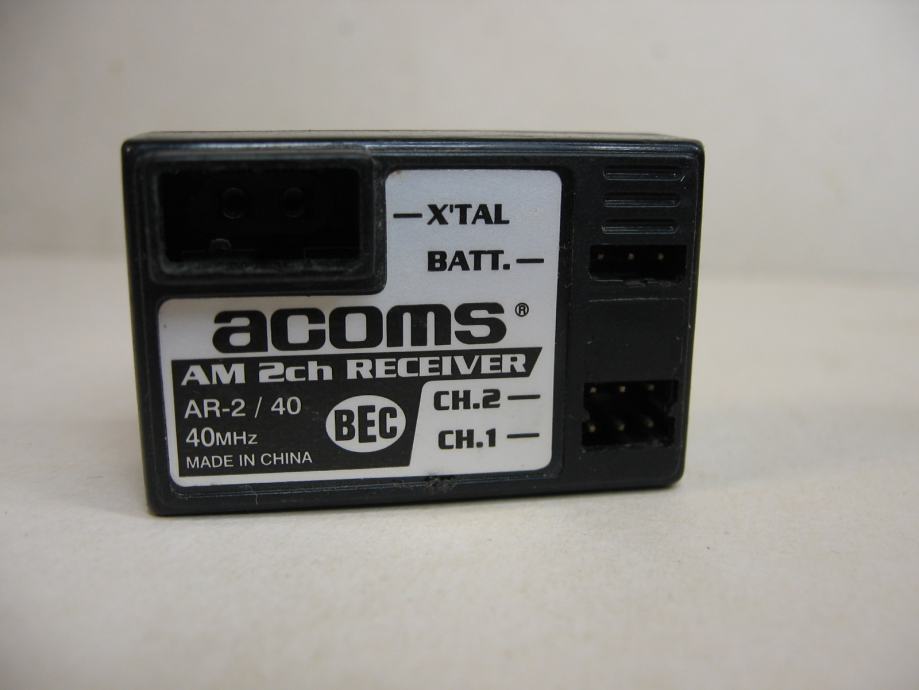 —X'TAL
BATT.—
acoms®
AM 2ch RECEIVER
AR-2 / 40
40MHz
MADE IN CHINA
BEC
CH.2—
CH.1—